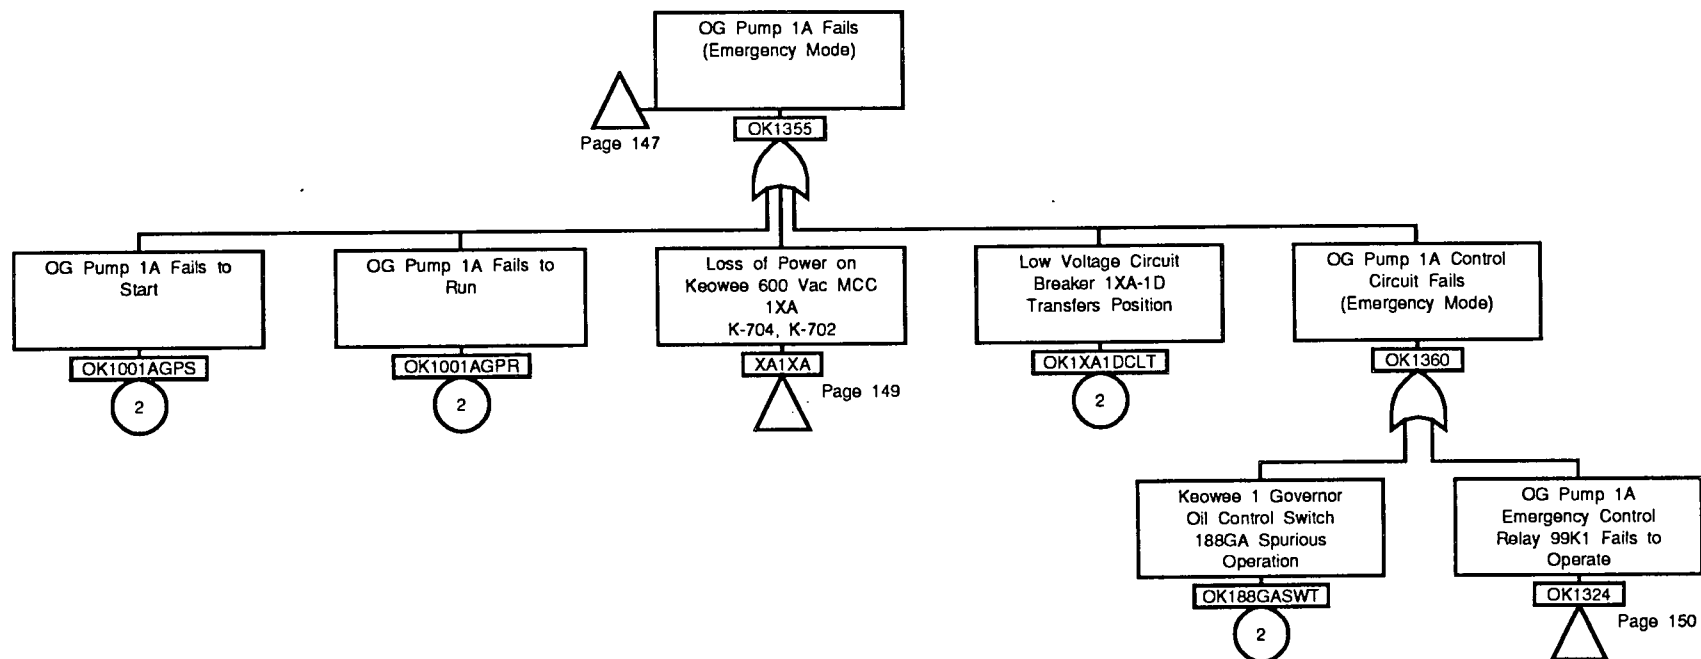 OG Pump 1A Fails
(Emergency Mode)
Page 147
OK1355
OG Pump 1A Fails to
Start
OK1001AGPS
2
OG Pump 1A Fails to
Run
OK1001AGPR
2
Loss of Power on
Keowee 600 Vac MCC
1XA
K-704, K-702
XA1XA
Page 149
Low Voltage Circuit
Breaker 1XA-1D
Transfers Position
OK1XA1DCLT
2
OG Pump 1A Control
Circuit Fails
(Emergency Mode)
OK1360
Keowee 1 Governor
Oil Control Switch
188GA Spurious
Operation
OK188GASWT
2
OG Pump 1A
Emergency Control
Relay 99K1 Fails to
Operate
OK1324
Page 150